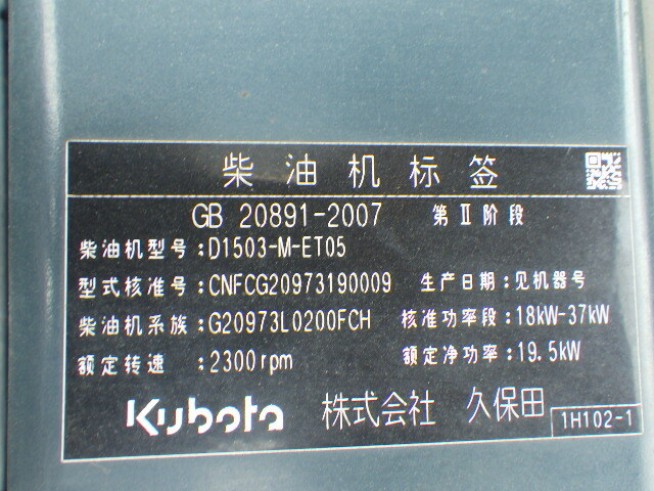 柴油机标签
GB 20891-2007 第Ⅱ阶段
柴油机型号:D1503-M-ET05
型式核准号:CNFCG20973190009 生产日期:见机器号
柴油机系族:G20973L0200FCH 核准功率段:18kW-37kW
额定转速:2300rpm 额定净功率:19.5kW
Kubota 株式会社 久保田
1H102-1